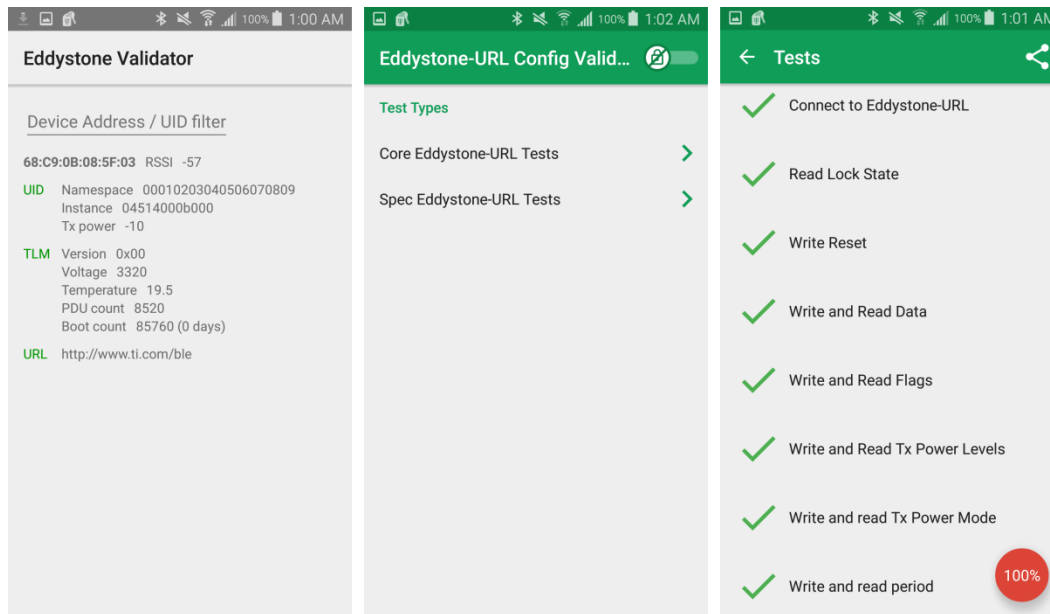 100% 1:00 AM
Eddystone Validator
Device Address / UID filter
68:C9:0B:08:5F:03 RSSI -57
UID Namespace 00010203040506070809
Instance 04514000b000
Tx power -10
TLM Version 0x00
Voltage 3320
Temperature 19.5
PDU count 8520
Boot count 85760 (0 days)
URL http://www.ti.com/ble
100% 1:02 AM
Eddystone-URL Config Valid...
Test Types
Core Eddystone-URL Tests
Spec Eddystone-URL Tests
100% 1:01 AM
Tests
Connect to Eddystone-URL
Read Lock State
Write Reset
Write and Read Data
Write and Read Flags
Write and Read Tx Power Levels
Write and read Tx Power Mode
Write and read period
100%